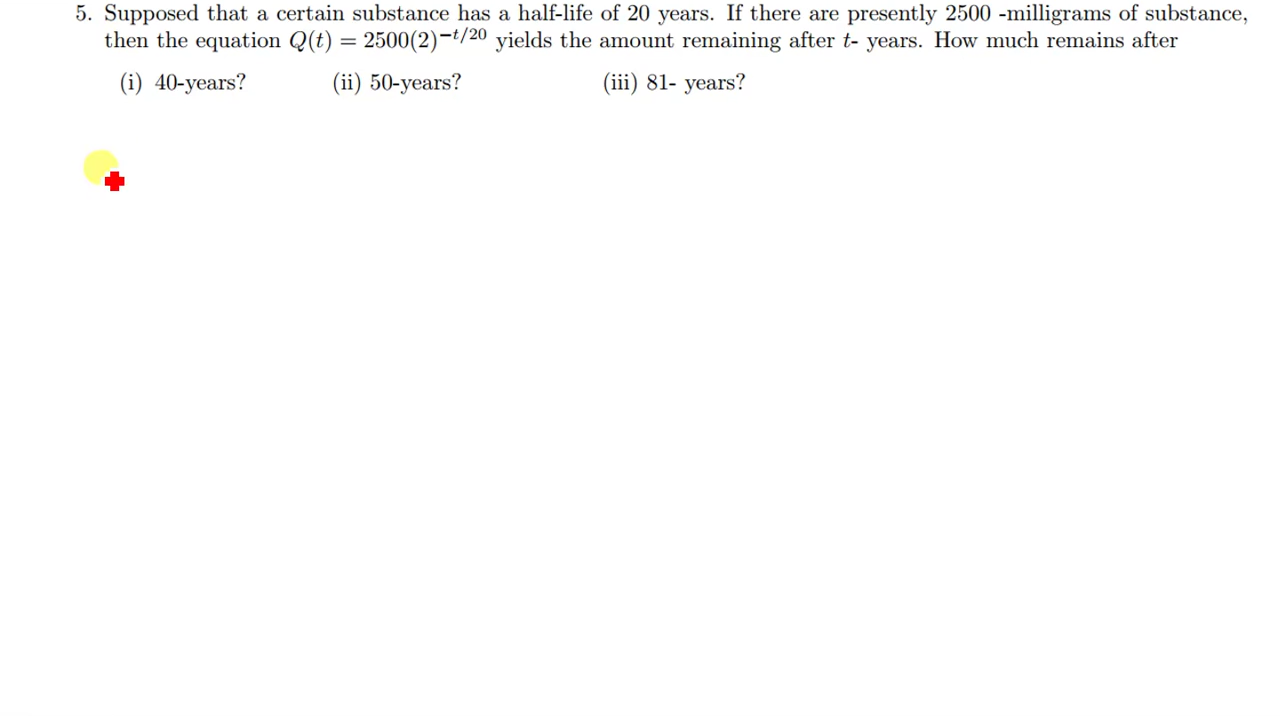 5. Supposed that a certain substance has a half-life of 20 years. If there are presently 2500 -milligrams of substance,
then the equation Q(t) = 2500(2)^{-t/20} yields the amount remaining after t- years. How much remains after
(i) 40-years? (ii) 50-years? (iii) 81- years?